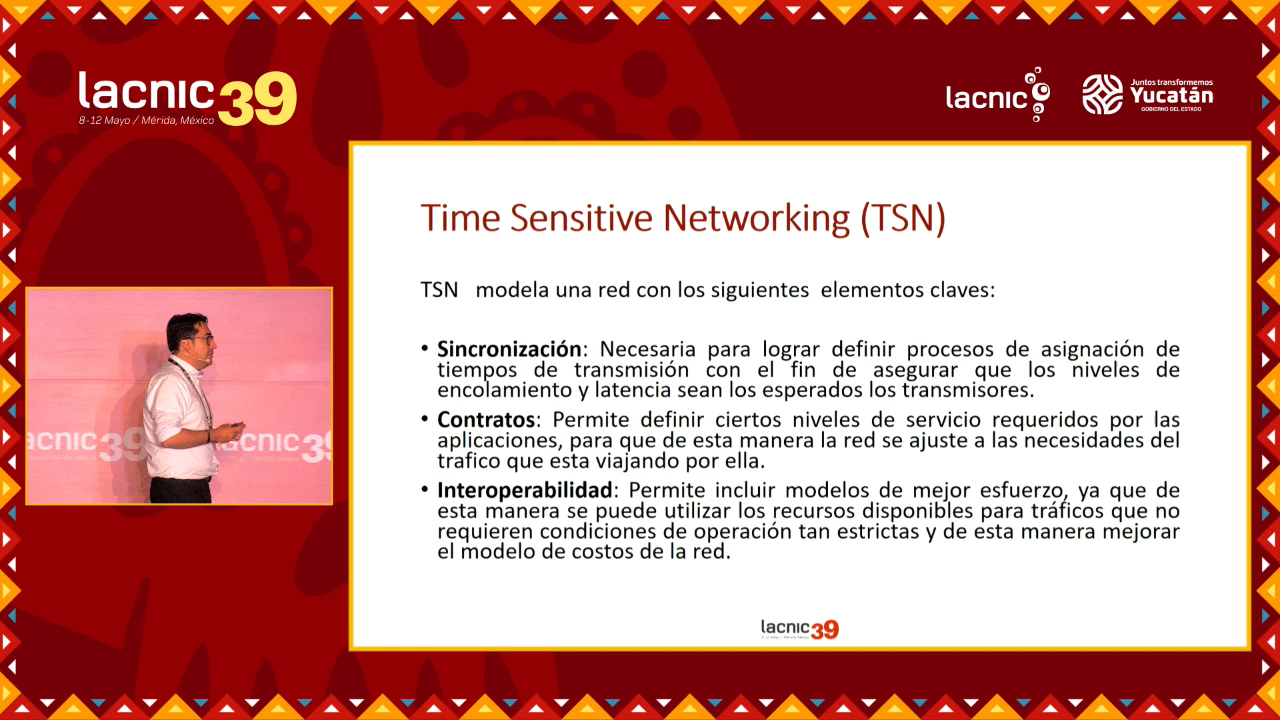 lacnic 39
8-12 Mayo / Mérida, México
lacnic
Juntos transformemos
Yucatán
GOBIERNO DEL ESTADO
Time Sensitive Networking (TSN)
TSN modela una red con los siguientes elementos claves:
• Sincronización: Necesaria para lograr definir procesos de asignación de
tiempos de transmisión con el fin de asegurar que los niveles de
encolamiento y latencia sean los esperados los transmisores.
• Contratos: Permite definir ciertos niveles de servicio requeridos por las
aplicaciones, para que de esta manera la red se ajuste a las necesidades del
trafico que esta viajando por ella.
• Interoperabilidad: Permite incluir modelos de mejor esfuerzo, ya que de
esta manera se puede utilizar los recursos disponibles para tráficos que no
requieren condiciones de operación tan estrictas y de esta manera mejorar
el modelo de costos de la red.
acnic39
acnic39
lacnic 39